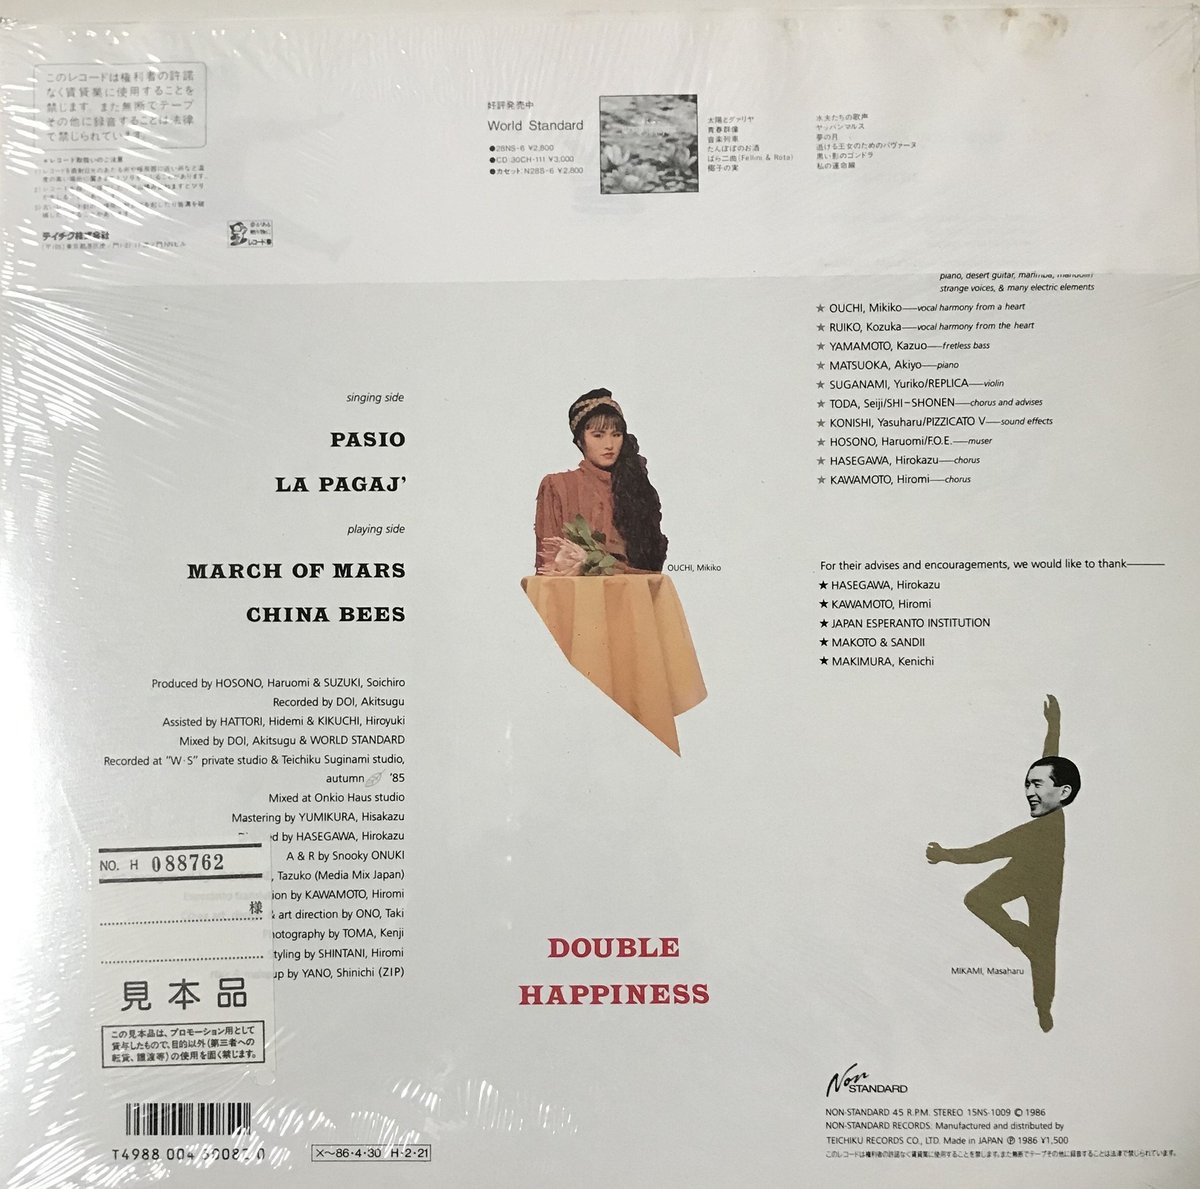 このレコードは権利者の許諾
なく賃貸業に使用することを
禁じます。また無断でテープ
その他に録音することは法律
で禁じられています。
★レコード取扱いのご注意
テイチク株式会社
レコード
好評発売中
World Standard
●28NS-6 ¥2,800
●CD:30CH-111 ¥3,000
●カセット:N28S-6 ¥2,800
太陽とダァリヤ
青春群像
音楽列車
たんぽぽのお酒
ばら二曲(Fellini & Rota)
椰子の実
水夫たちの歌声
ヤッパンマルス
夢の月
逃ける王女のためのパヴァーヌ
黒い影のゴンドラ
私の運命線
piano, desert guitar, marimba, mandolin
strange voices, & many electric elements
★ OUCHI, Mikiko—vocal harmony from a heart
★ RUIKO, Kozuka—vocal harmony from the heart
★ YAMAMOTO, Kazuo—fretless bass
★ MATSUOKA, Akiyo—piano
★ SUGANAMI, Yuriko/REPLICA—violin
★ TODA, Seiji/SHI-SHONEN—chorus and advises
★ KONISHI, Yasuharu/PIZZICATO V—sound effects
★ HOSONO, Haruomi/F.O.E.—muser
★ HASEGAWA, Hirokazu—chorus
★ KAWAMOTO, Hiromi—chorus
singing side
PASIO
LA PAGAJ'
playing side
MARCH OF MARS
CHINA BEES
OUCHI, Mikiko
For their advises and encouragements, we would like to thank—
★ HASEGAWA, Hirokazu
★ KAWAMOTO, Hiromi
★ JAPAN ESPERANTO INSTITUTION
★ MAKOTO & SANDII
★ MAKIMURA, Kenichi
Produced by HOSONO, Haruomi & SUZUKI, Soichiro
Recorded by DOI, Akitsugu
Assisted by HATTORI, Hidemi & KIKUCHI, Hiroyuki
Mixed by DOI, Akitsugu & WORLD STANDARD
Recorded at "W·S" private studio & Teichiku Suginami studio,
autumn '85
Mixed at Onkio Haus studio
Mastering by YUMIKURA, Hisakazu
by HASEGAWA, Hirokazu
A & R by Snooky ONUKI
, Tazuko (Media Mix Japan)
by KAWAMOTO, Hiromi
& art direction by ONO, Taki
by TOMA, Kenji
by SHINTANI, Hiromi
by YANO, Shinichi (ZIP)
NO. H 088762
様
見本品
この見本品は、プロモーション用として
貸与したもので、目的以外(第三者への
転貸、譲渡等)の使用を固く禁じます。
DOUBLE
HAPPINESS
MIKAMI, Masaharu
Non STANDARD
NON-STANDARD 45 R.P.M. STEREO 15NS-1009 © 1986
NON-STANDARD RECORDS. Manufactured and distributed by
TEICHIKU RECORDS CO., LTD. Made in JAPAN ℗ 1986 ¥1,500
このレコードは権利者の許諾なく賃貸業に使用することを禁じます。また無断でテープその他に録音することは法律で禁じられています。
T4988 004
X〜86·4·30 H·2·21